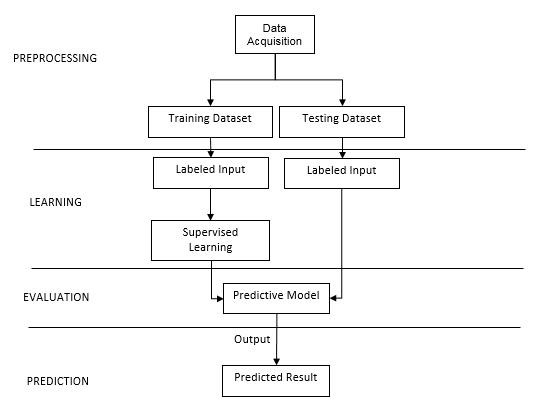 Data
Acquisition
PREPROCESSING
Training Dataset
Testing Dataset
Labeled Input
Labeled Input
LEARNING
Supervised
Learning
EVALUATION
Predictive Model
Output
Predicted Result
PREDICTION